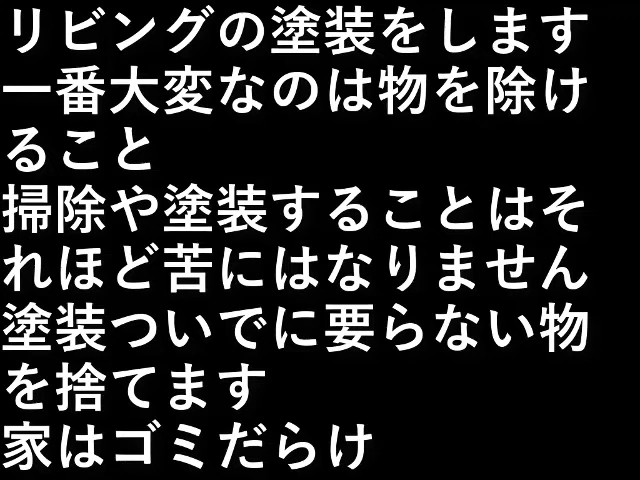 リビングの塗装をします
一番大変なのは物を除け
ること
掃除や塗装することはそ
れほど苦にはなりません
塗装ついでに要らない物
を捨てます
家はゴミだらけ